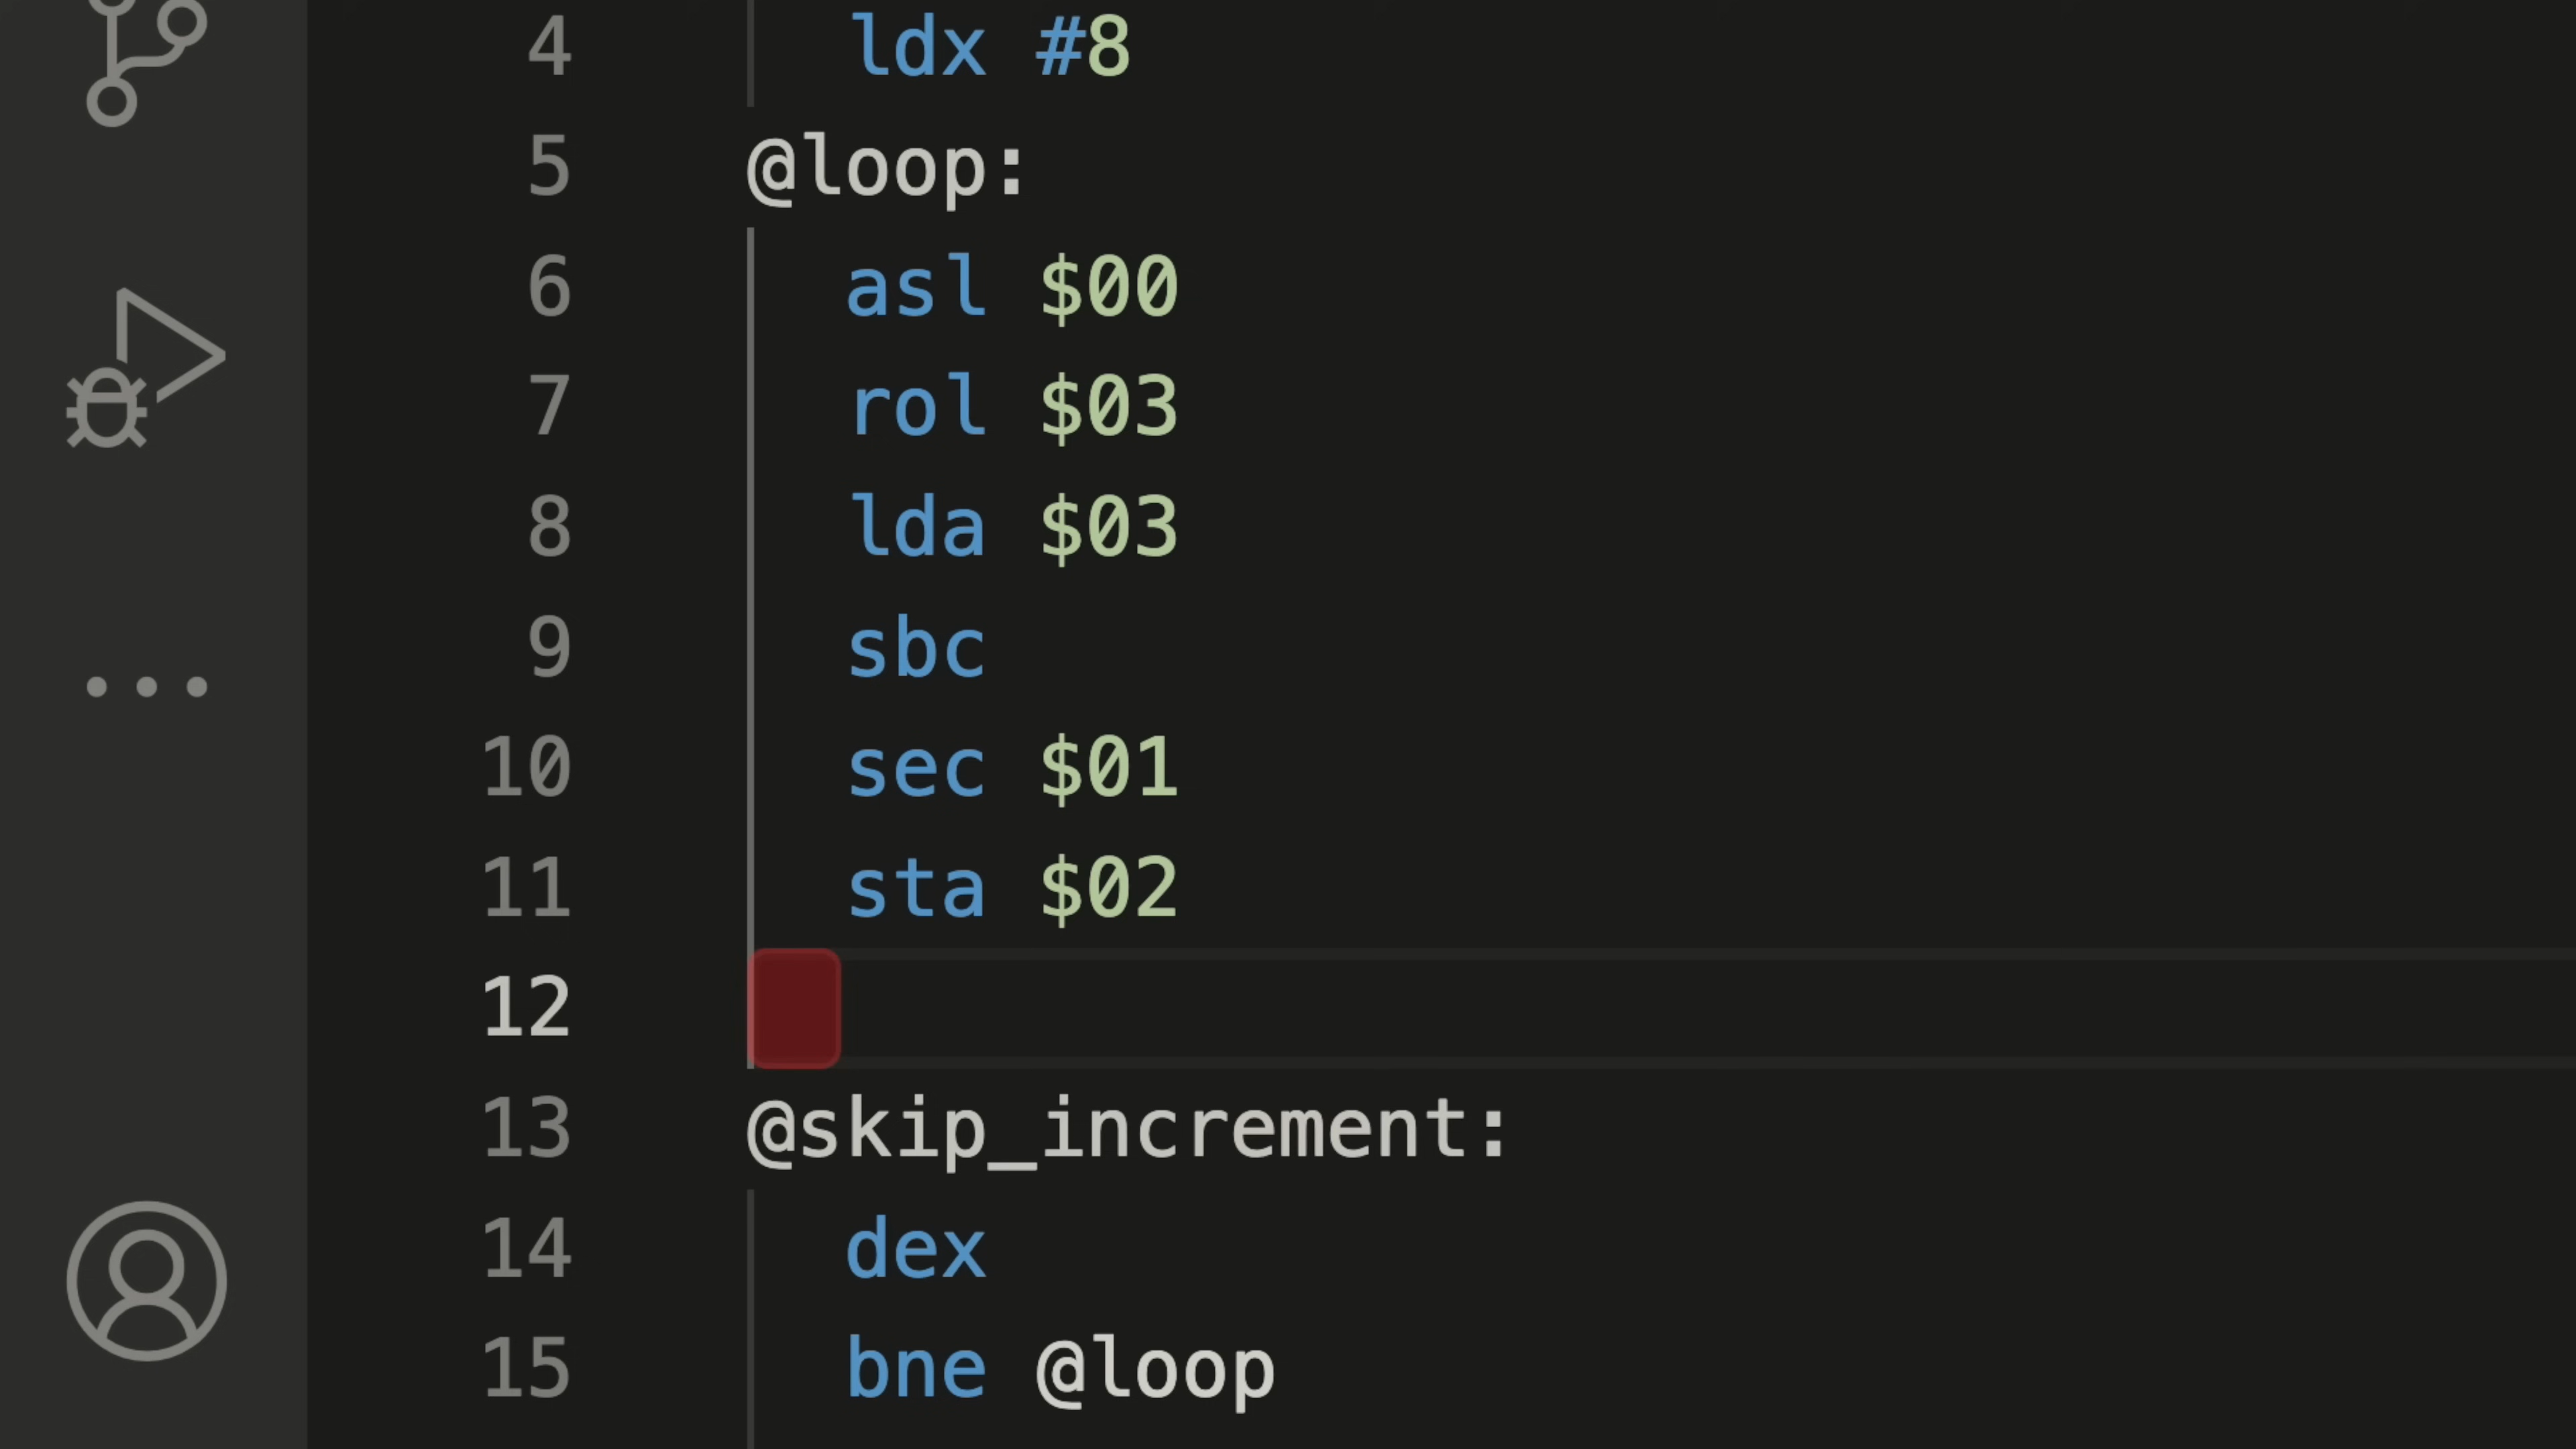 4 ldx #8
5 @loop:
6 asl $00
7 rol $03
8 lda $03
9 sbc
10 sec $01
11 sta $02
12
13 @skip_increment:
14 dex
15 bne @loop